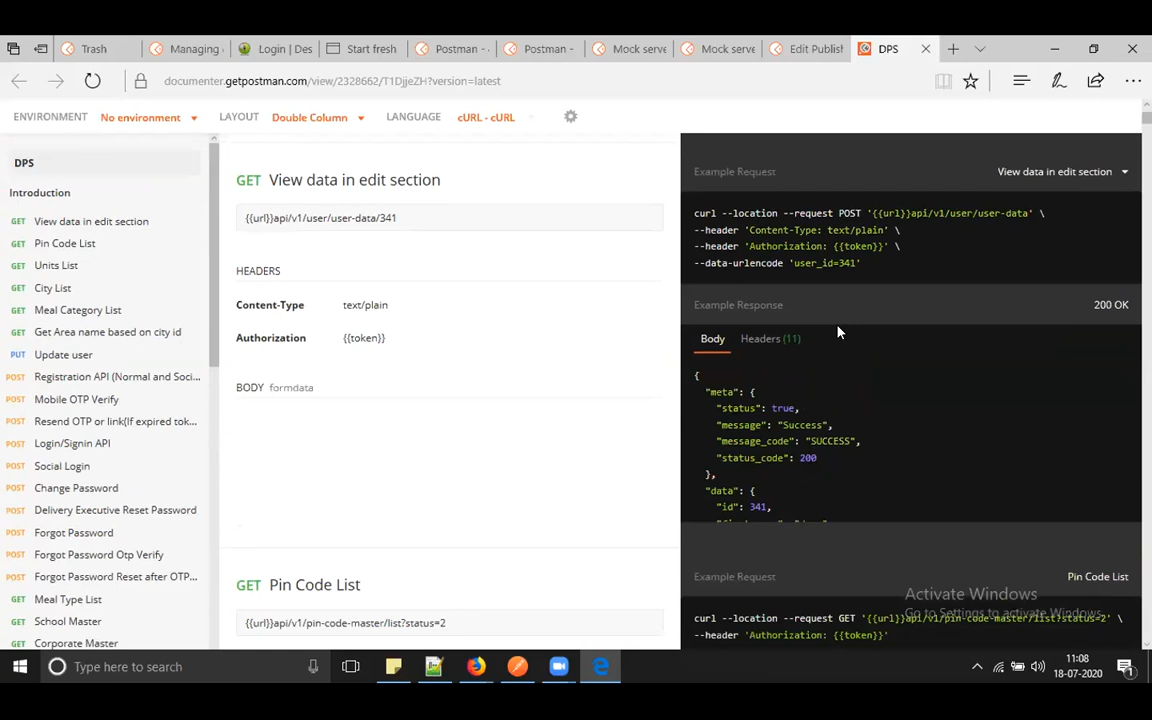 Trash
Managing
Login | Des
Start fresh
Postman -
Postman -
Mock serve
Mock serve
Edit Publish
DPS
documenter.getpostman.com/view/2328662/T1DjjeZH?version=latest
ENVIRONMENT No environment LAYOUT Double Column LANGUAGE cURL - cURL
DPS
Introduction
GET View data in edit section
GET Pin Code List
GET Units List
GET City List
GET Meal Category List
GET Get Area name based on city id
PUT Update user
POST Registration API (Normal and Soci...
POST Mobile OTP Verify
POST Resend OTP or link(If expired tok...
POST Login/Signin API
POST Social Login
POST Change Password
POST Delivery Executive Reset Password
POST Forgot Password
POST Forgot Password Otp Verify
POST Forgot Password Reset after OTP...
GET Meal Type List
GET School Master
GET Corporate Master
GET View data in edit section
{{url}}api/v1/user/user-data/341
HEADERS
Content-Type text/plain
Authorization {{token}}
BODY formdata
GET Pin Code List
{{url}}api/v1/pin-code-master/list?status=2
Example Request View data in edit section
curl --location --request POST '{{url}}api/v1/user/user-data' \
--header 'Content-Type: text/plain' \
--header 'Authorization: {{token}}' \
--data-urlencode 'user_id=341'
Example Response 200 OK
Body Headers (11)
{
"meta": {
"status": true,
"message": "Success",
"message_code": "SUCCESS",
"status_code": 200
},
"data": {
"id": 341,
Example Request Pin Code List
Activate Windows
Go to Settings to activate Windows.
curl --location --request GET '{{url}}api/v1/pin-code-master/list?status=2' \
--header 'Authorization: {{token}}'
Type here to search
11:08
18-07-2020
1